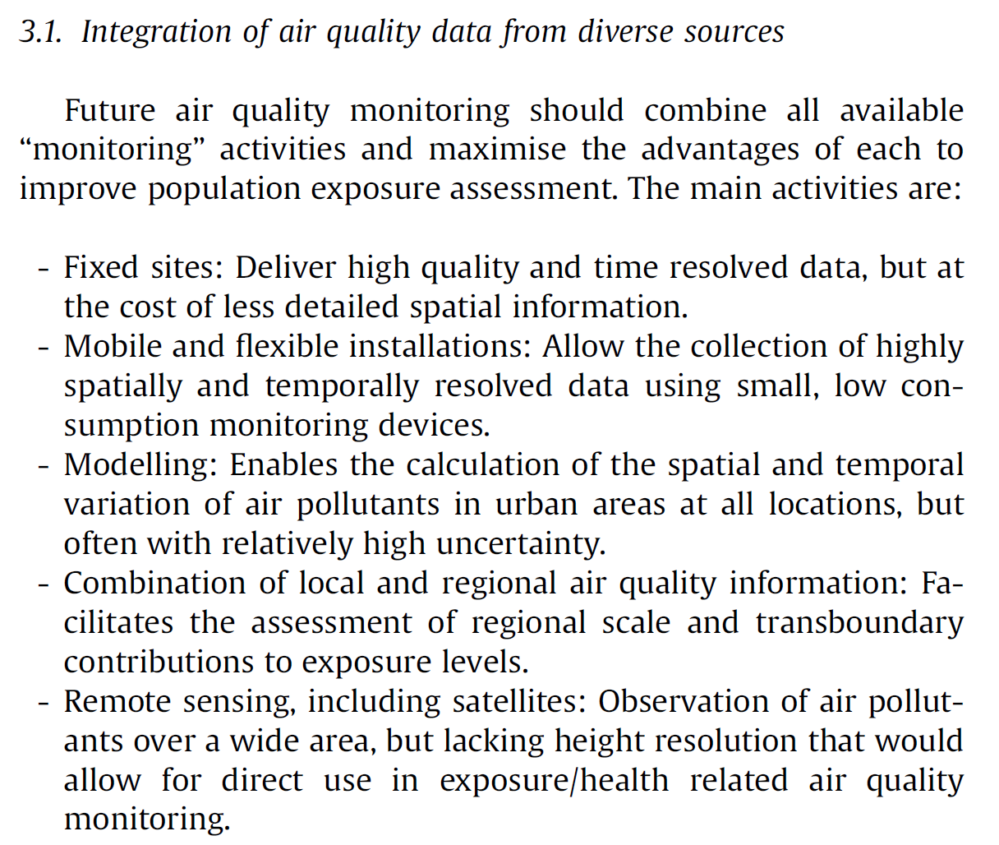 3.1. Integration of air quality data from diverse sources
Future air quality monitoring should combine all available
“monitoring” activities and maximise the advantages of each to
improve population exposure assessment. The main activities are:
- Fixed sites: Deliver high quality and time resolved data, but at
the cost of less detailed spatial information.
- Mobile and flexible installations: Allow the collection of highly
spatially and temporally resolved data using small, low con-
sumption monitoring devices.
- Modelling: Enables the calculation of the spatial and temporal
variation of air pollutants in urban areas at all locations, but
often with relatively high uncertainty.
- Combination of local and regional air quality information: Fa-
cilitates the assessment of regional scale and transboundary
contributions to exposure levels.
- Remote sensing, including satellites: Observation of air pollut-
ants over a wide area, but lacking height resolution that would
allow for direct use in exposure/health related air quality
monitoring.